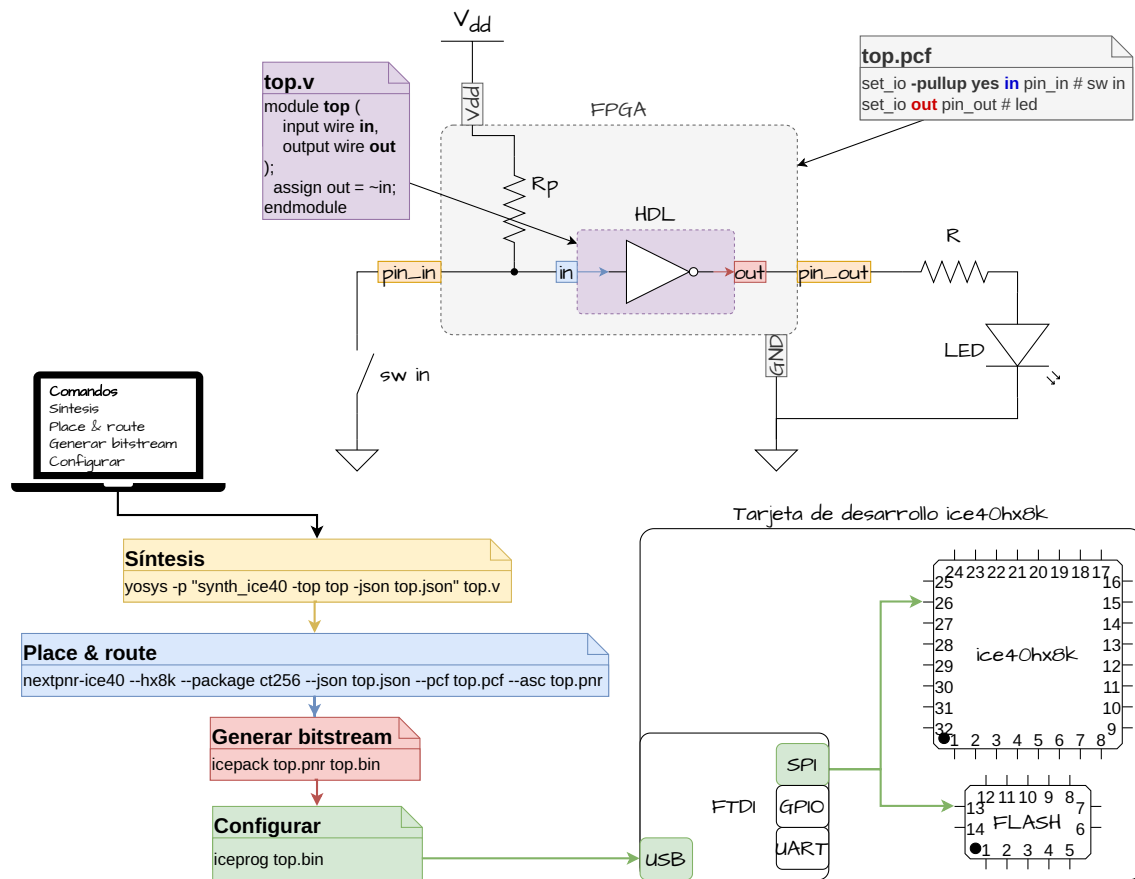 Vdd
top.v
module top (
input wire in,
output wire out
);
assign out = ~in;
endmodule
top.pcf
set_io -pullup yes in pin_in # sw in
set_io out pin_out # led
Vdd
FPGA
Rp
HDL
R
pin_in
in
out
pin_out
GND
LED
sw in
Comandos
Síntesis
Place & route
Generar bitstream
Configurar
Síntesis
yosys -p "synth_ice40 -top top -json top.json" top.v
Place & route
nextpnr-ice40 --hx8k --package ct256 --json top.json --pcf top.pcf --asc top.pnr
Generar bitstream
icepack top.pnr top.bin
Configurar
iceprog top.bin
Tarjeta de desarrollo ice40hx8k
24 23 22 21 20 19 18 17
25 16
26 15
27 14
28 13
ice40hx8k
29 12
30 11
31 10
32 9
1 2 3 4 5 6 7 8
SPI
FTDI
GPIO
UART
USB
12 11 10 9 8
13 7
FLASH
14 6
1 2 3 4 5